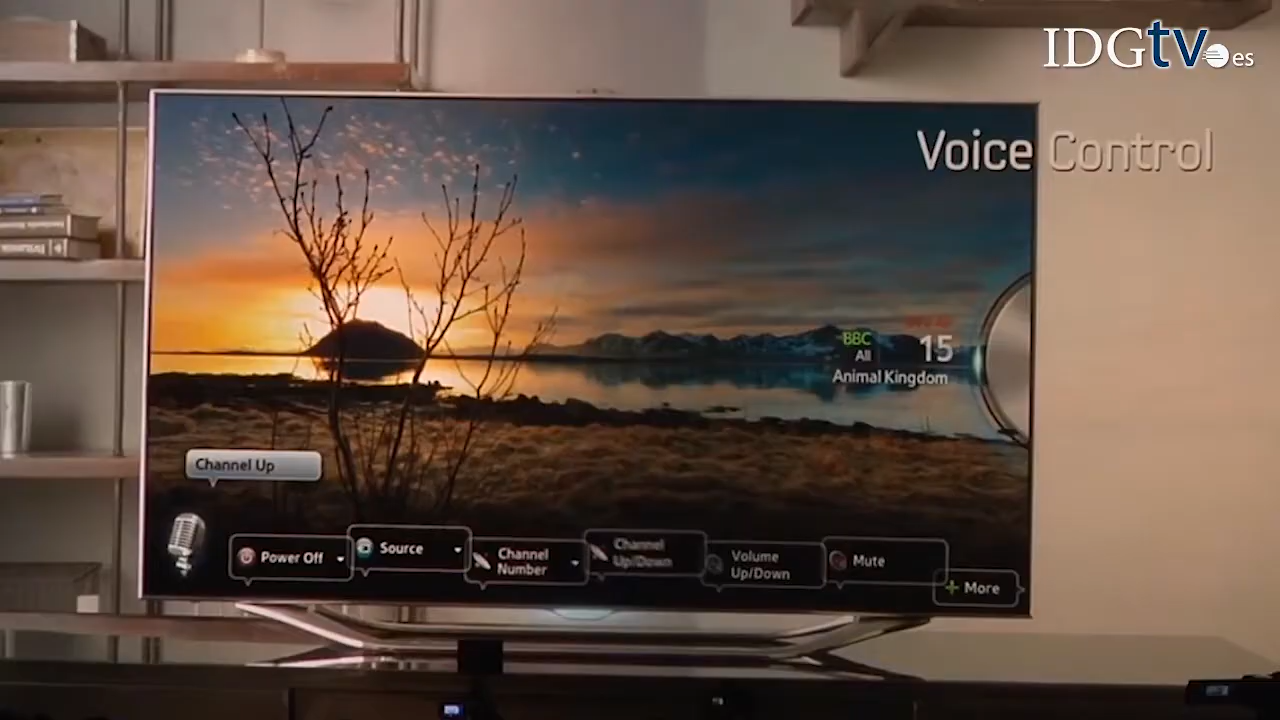 IDGtv.es
Voice Control
BBC
All
15
Animal Kingdom
Channel Up
Power Off
Source
Channel
Number
Channel
Up/Down
Volume
Up/Down
Mute
+ More